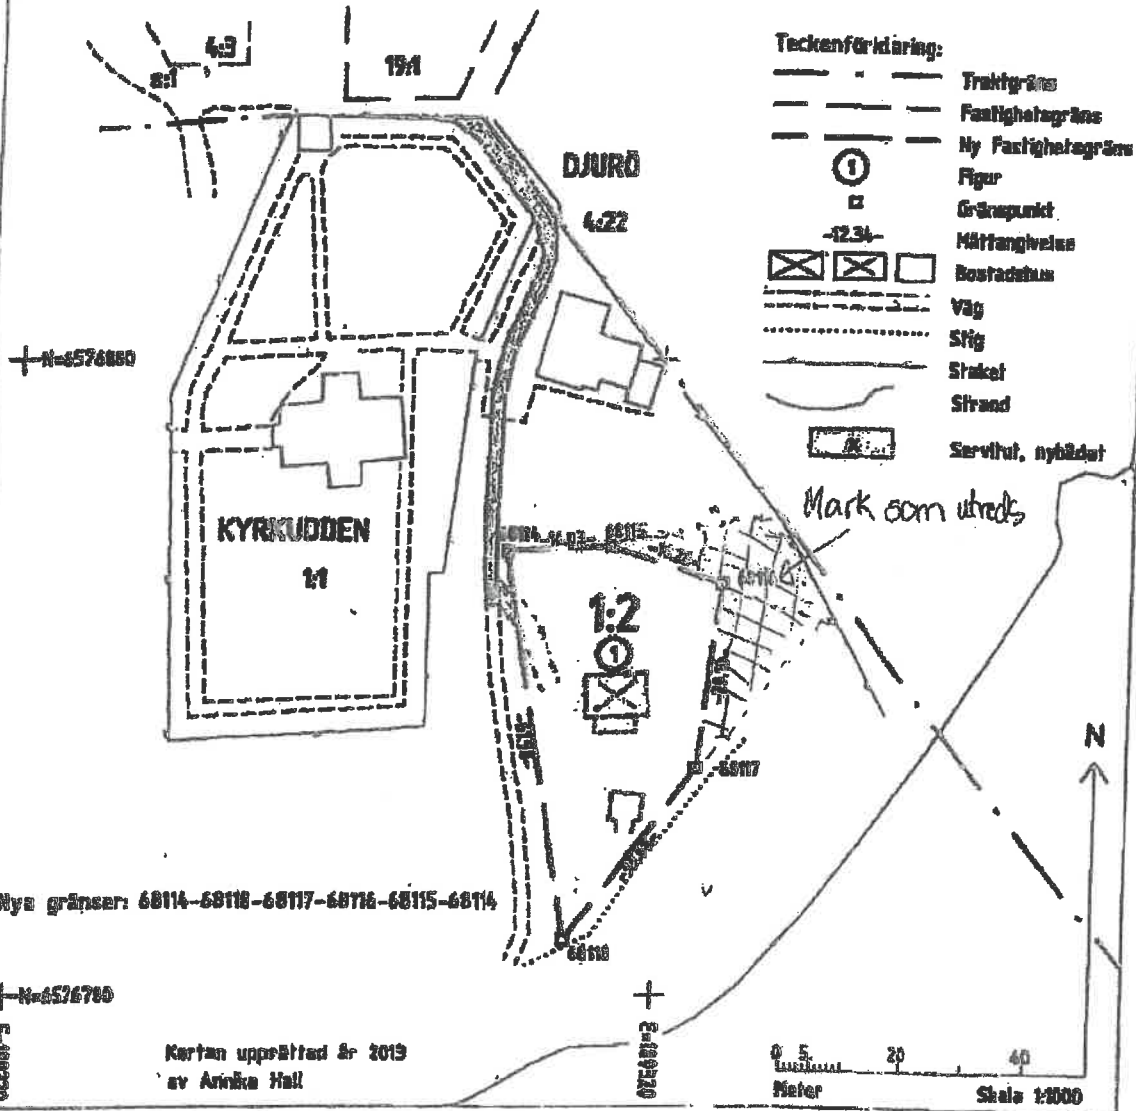 4:3
8:1
19:1
Teckenförklaring:
Traktgräns
Fastighetsgräns
Ny Fastighetsgräns
1
Figur
Gränspunkt
-12.34-
Måttangivelse
Bostadshus
Väg
Stig
Staket
Strand
x
Servitut, nybildat
DJURÖ
4:22
N=6576880
Mark som utreds
KYRKUDDEN
1:1
68115
1:2
1
68117
N
Nya gränser: 68114-68118-68117-68116-68115-68114
68118
N=6576780
Kartan upprättad år 2013
av Annika Hall
0 5 20 40
Meter
Skala 1:1000